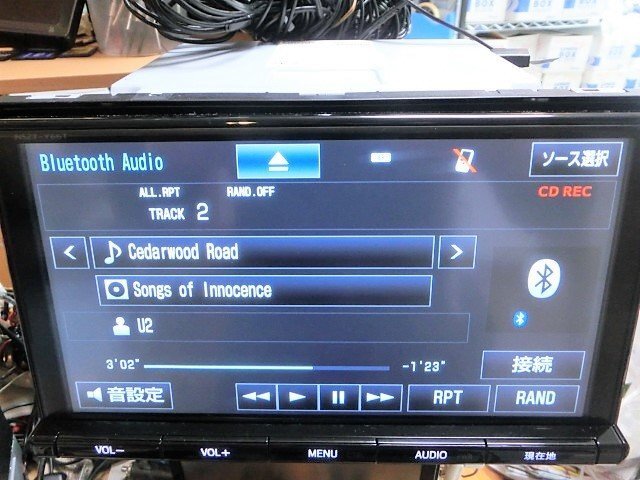 BOX
BOX
Bluetooth Audio
ソース選択
ALL.RPT RAND.OFF
CD REC
TRACK 2
< Cedarwood Road >
Songs of Innocence
U2
3'02" -1'23"
接続
音設定
RPT RAND
VOL− VOL+ MENU AUDIO 現在地